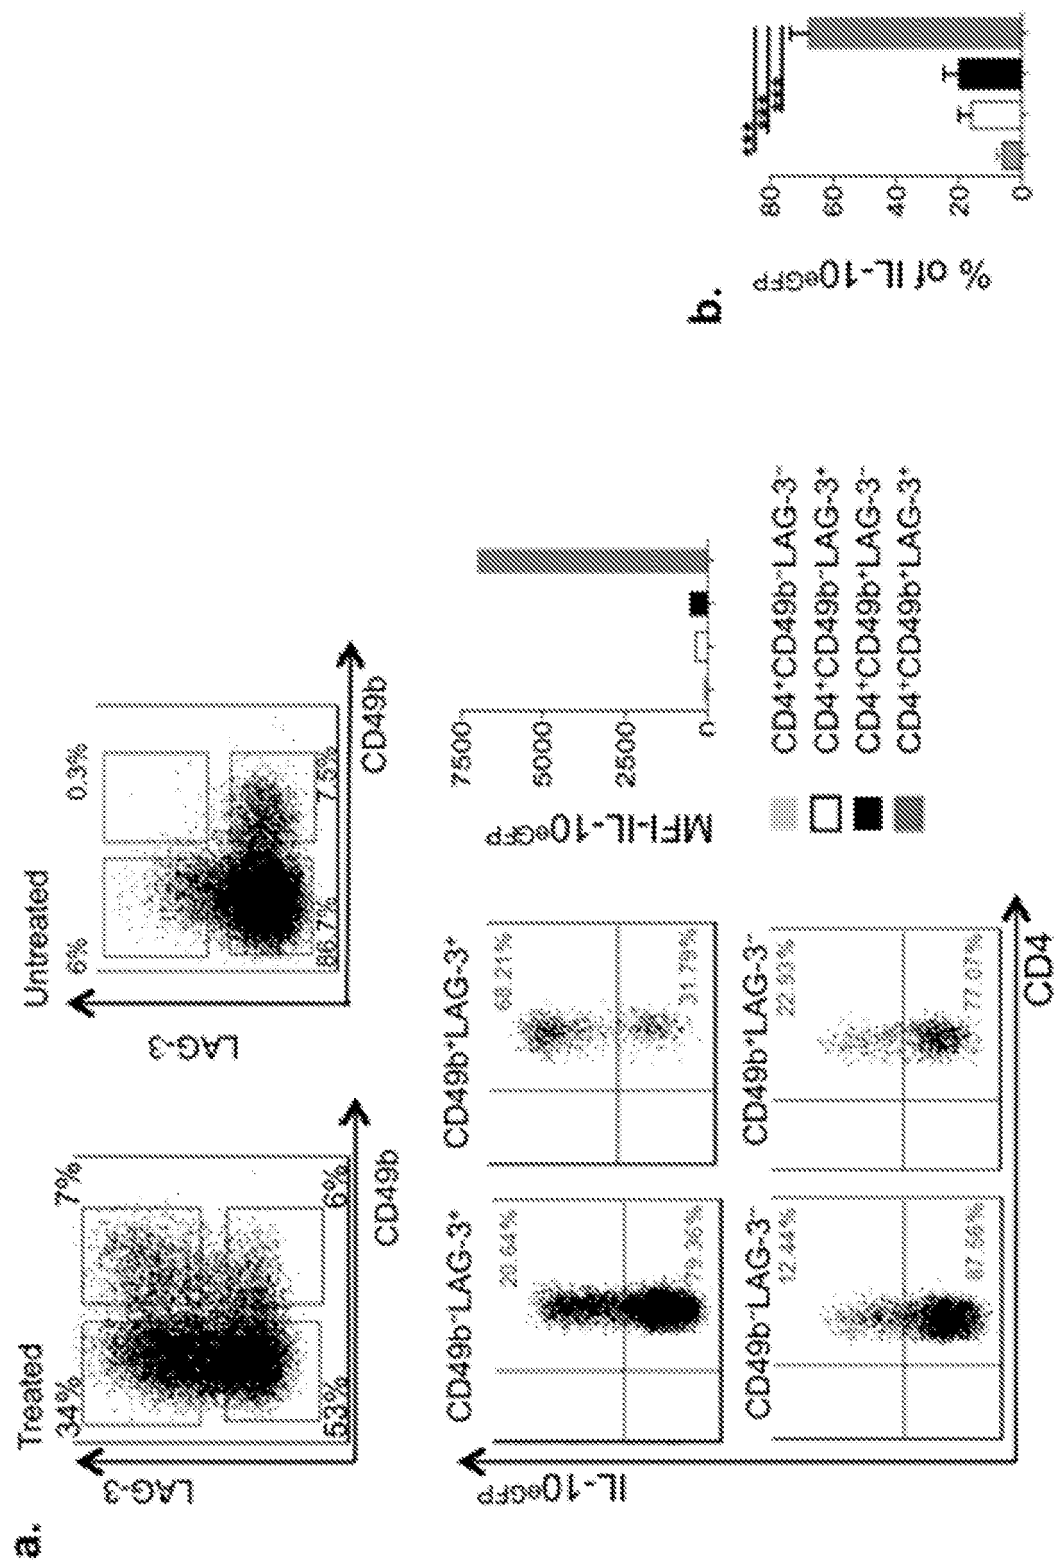 a.
Treated
34%
7%
LAG-3
53%
6%
CD49b
Untreated
6%
0.3%
LAG-3
86.7%
7.5%
CD49b
IL-10eGFP
CD49b-LAG-3+
20.64%
79.36%
CD49b+LAG-3+
68.21%
31.79%
CD49b-LAG-3-
12.44%
87.56%
CD49b+LAG-3-
22.93%
77.07%
CD4
MFI-IL-10eGFP
7500
5000
2500
0
CD4+CD49b-LAG-3-
CD4+CD49b-LAG-3+
CD4+CD49b+LAG-3-
CD4+CD49b+LAG-3+
b.
% of IL-10eGFP
80
60
40
20
0
***
***
***